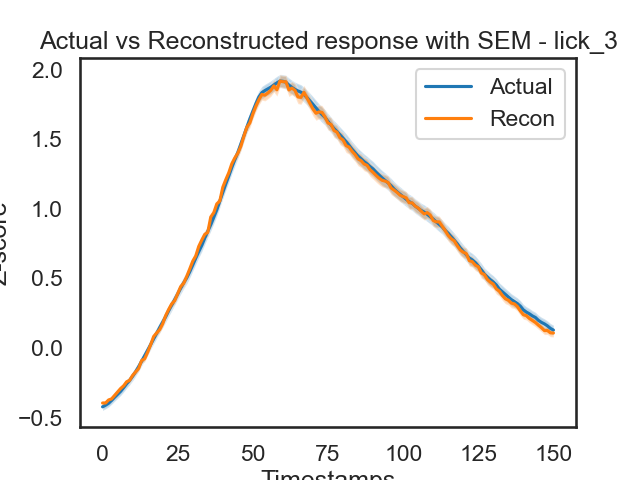 Actual vs Reconstructed response with SEM - lick_3
2.0
1.5
1.0
0.5
0.0
−0.5
Z-score
Actual
Recon
0 25 50 75 100 125 150
Timestamps